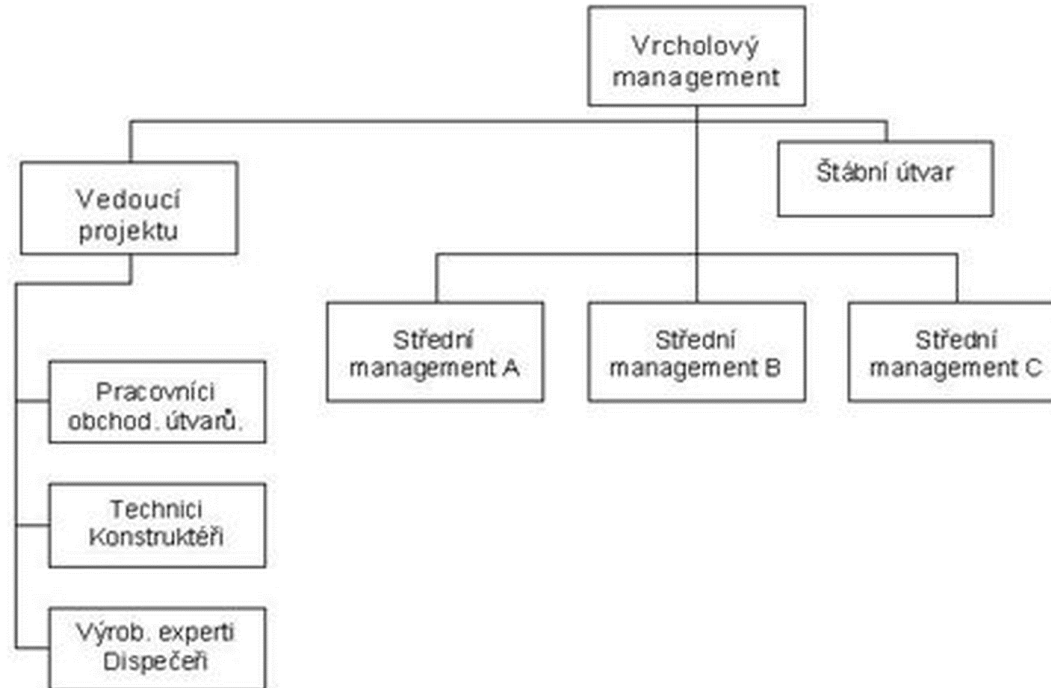 Vrcholový
management
Štábní útvar
Vedoucí
projektu
Střední
management A
Střední
management B
Střední
management C
Pracovníci
obchod. útvarů.
Technici
Konstruktéři
Výrob. experti
Dispečeři